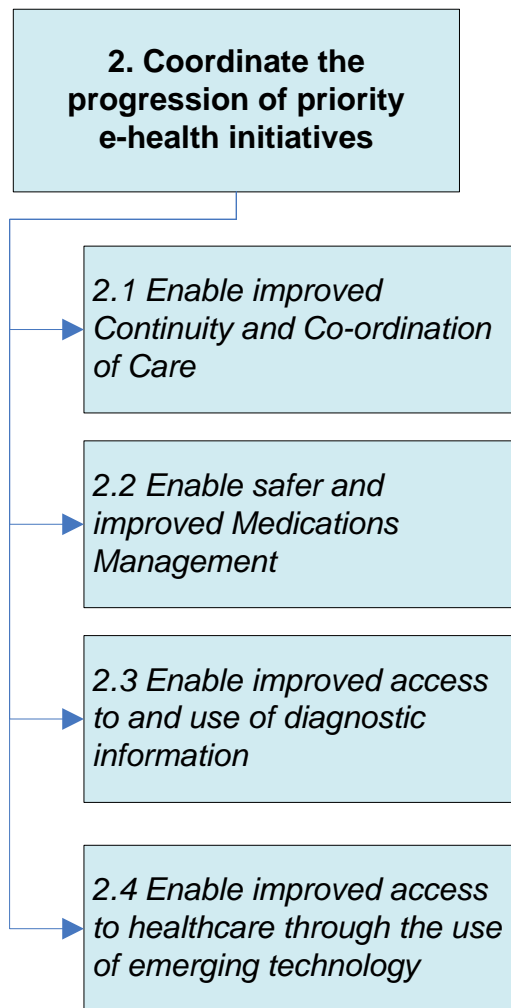 2. Coordinate the
progression of priority
e-health initiatives
2.1 Enable improved
Continuity and Co-ordination
of Care
2.2 Enable safer and
improved Medications
Management
2.3 Enable improved access
to and use of diagnostic
information
2.4 Enable improved access
to healthcare through the use
of emerging technology